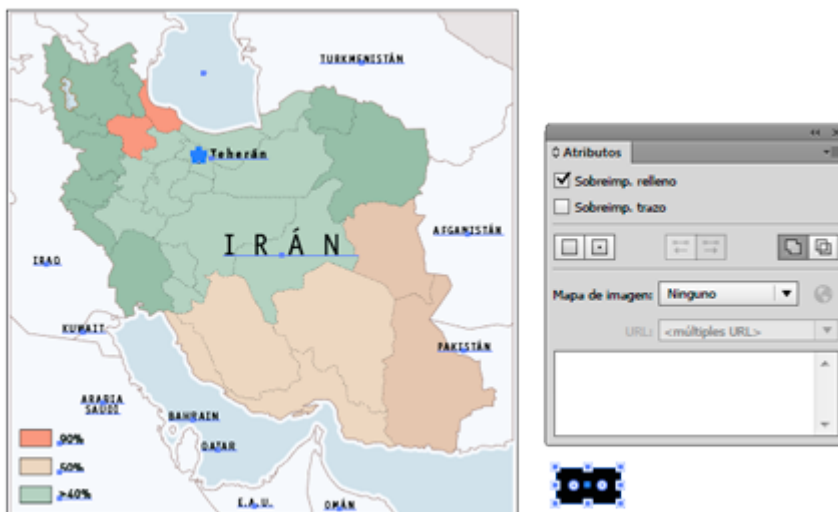 TURKMENISTÁN
Teherán
AFGANISTÁN
IRÁN
IRAQ
KUWAIT
PAKISTÁN
ARABIA
SAUDÍ
BAHRAIN
QATAR
90%
50%
>40%
E.A.U.
OMÁN
Atributos
Sobreimp. relleno
Sobreimp. trazo
Mapa de imagen: Ninguno
URL: <múltiples URL>